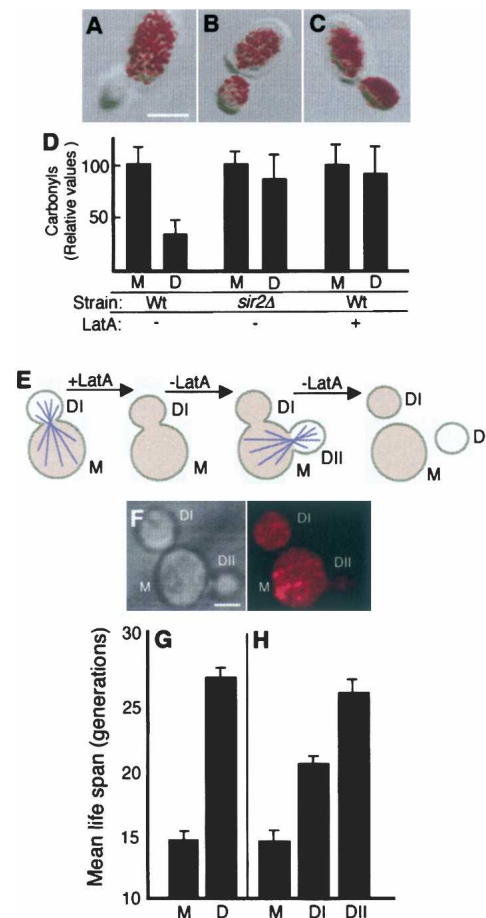 A B C
D
Carbonyls
(Relative values )
100
50
M D M D M D
Strain: Wt sir2Δ Wt
LatA: - - +
E
+LatA -LatA -LatA
DI DI DI DI
M M M M
DII D
F
DI DI
DII DII
M M
G H
Mean life span (generations)
30
25
20
15
10
M D M DI DII